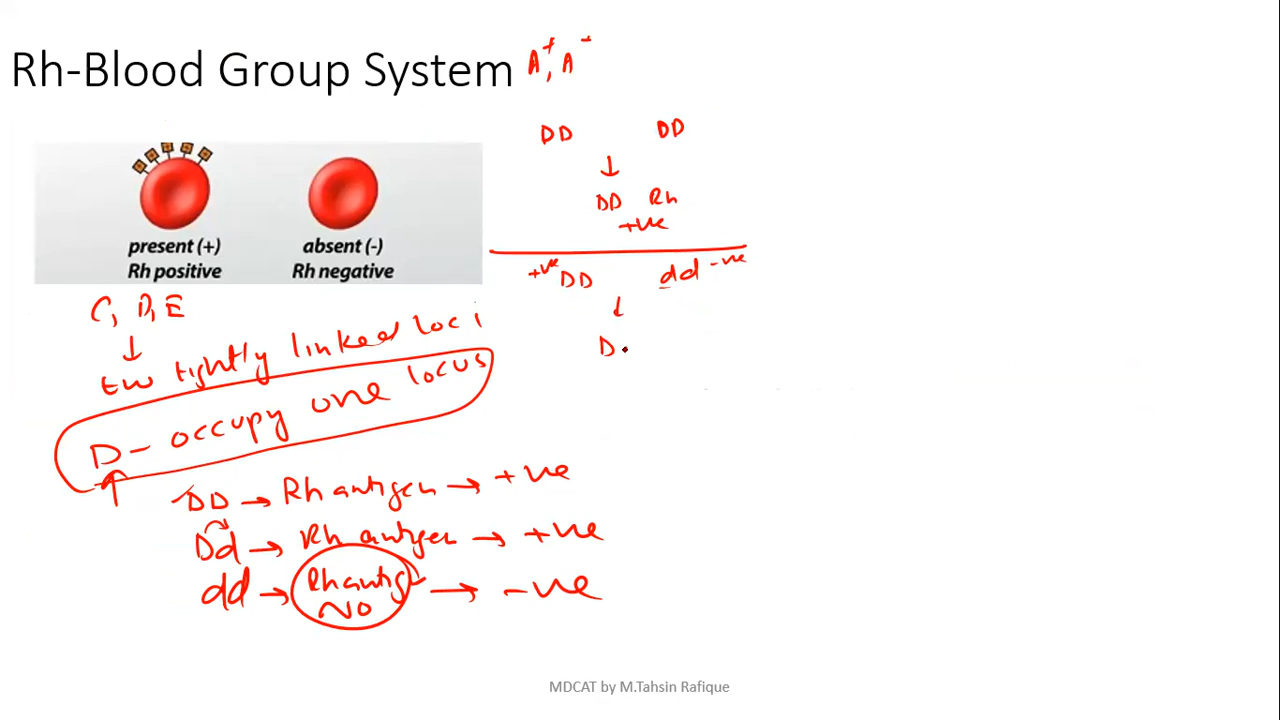 Rh-Blood Group System A⁺, A⁻
present (+) absent (-)
Rh positive Rh negative
C, D, E
↓
tw tightly linked loci
D - occupy one locus
↑
DD → Rh antigen → +ve
Dd → Rh antigen → +ve
dd → Rh antig NO → -ve
DD DD
↓
DD Rh
+ve
+ve DD dd -ve
↓
D
MDCAT by M.Tahsin Rafique